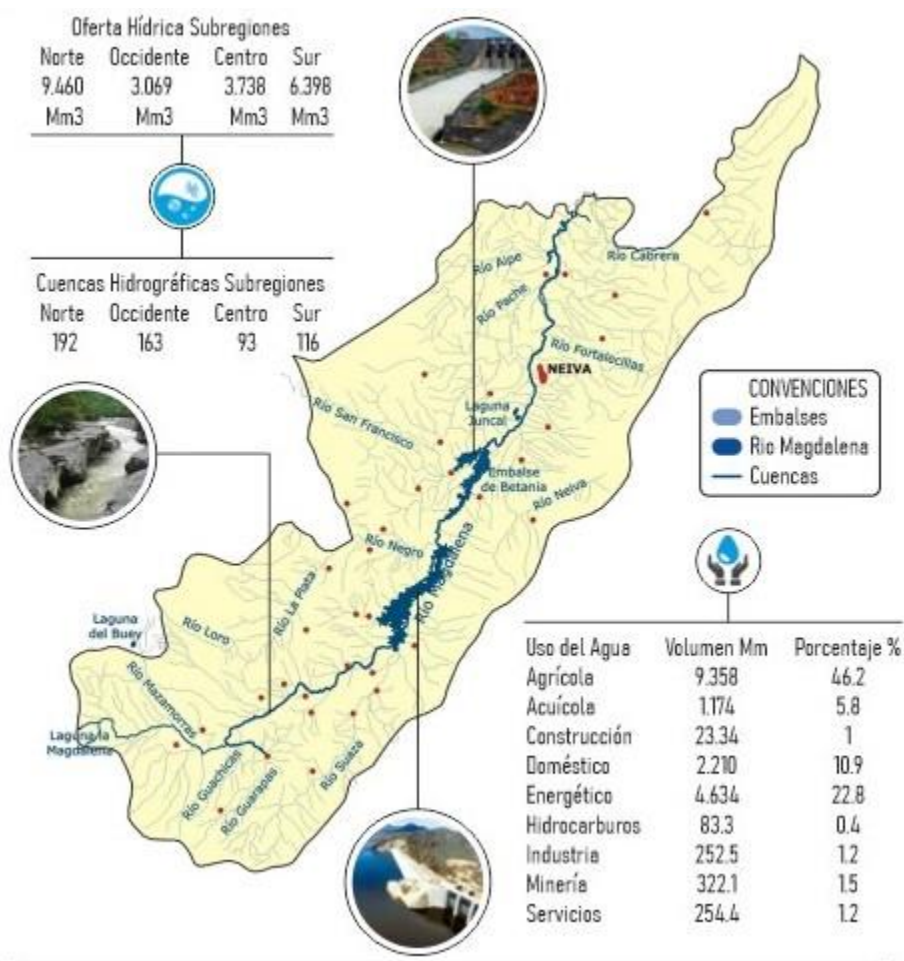 Oferta Hídrica Subregiones
Norte Occidente Centro Sur
9.460 3.069 3.738 6.398
Mm3 Mm3 Mm3 Mm3
Cuencas Hidrográficas Subregiones
Norte Occidente Centro Sur
192 163 93 116
Río Cabrera
Río Aipe
Río Pache
Río Fortalecillas
NEIVA
Laguna
Juncal
Río San Francisco
Embalse
de Betania
Río Neiva
Río Negro
Río Magdalena
Río La Plata
Laguna
del Buey
Río Loro
Río Mazamorras
Laguna la
Magdalena
Río Guachicas
Río Guarapas
Río Suaza
CONVENCIONES
Embalses
Rio Magdalena
Cuencas
Uso del Agua Volumen Mm Porcentaje %
Agrícola 9.358 46.2
Acuícola 1.174 5.8
Construcción 23.34 1
Doméstico 2.210 10.9
Energético 4.634 22.8
Hidrocarburos 83.3 0.4
Industria 252.5 1.2
Minería 322.1 1.5
Servicios 254.4 1.2